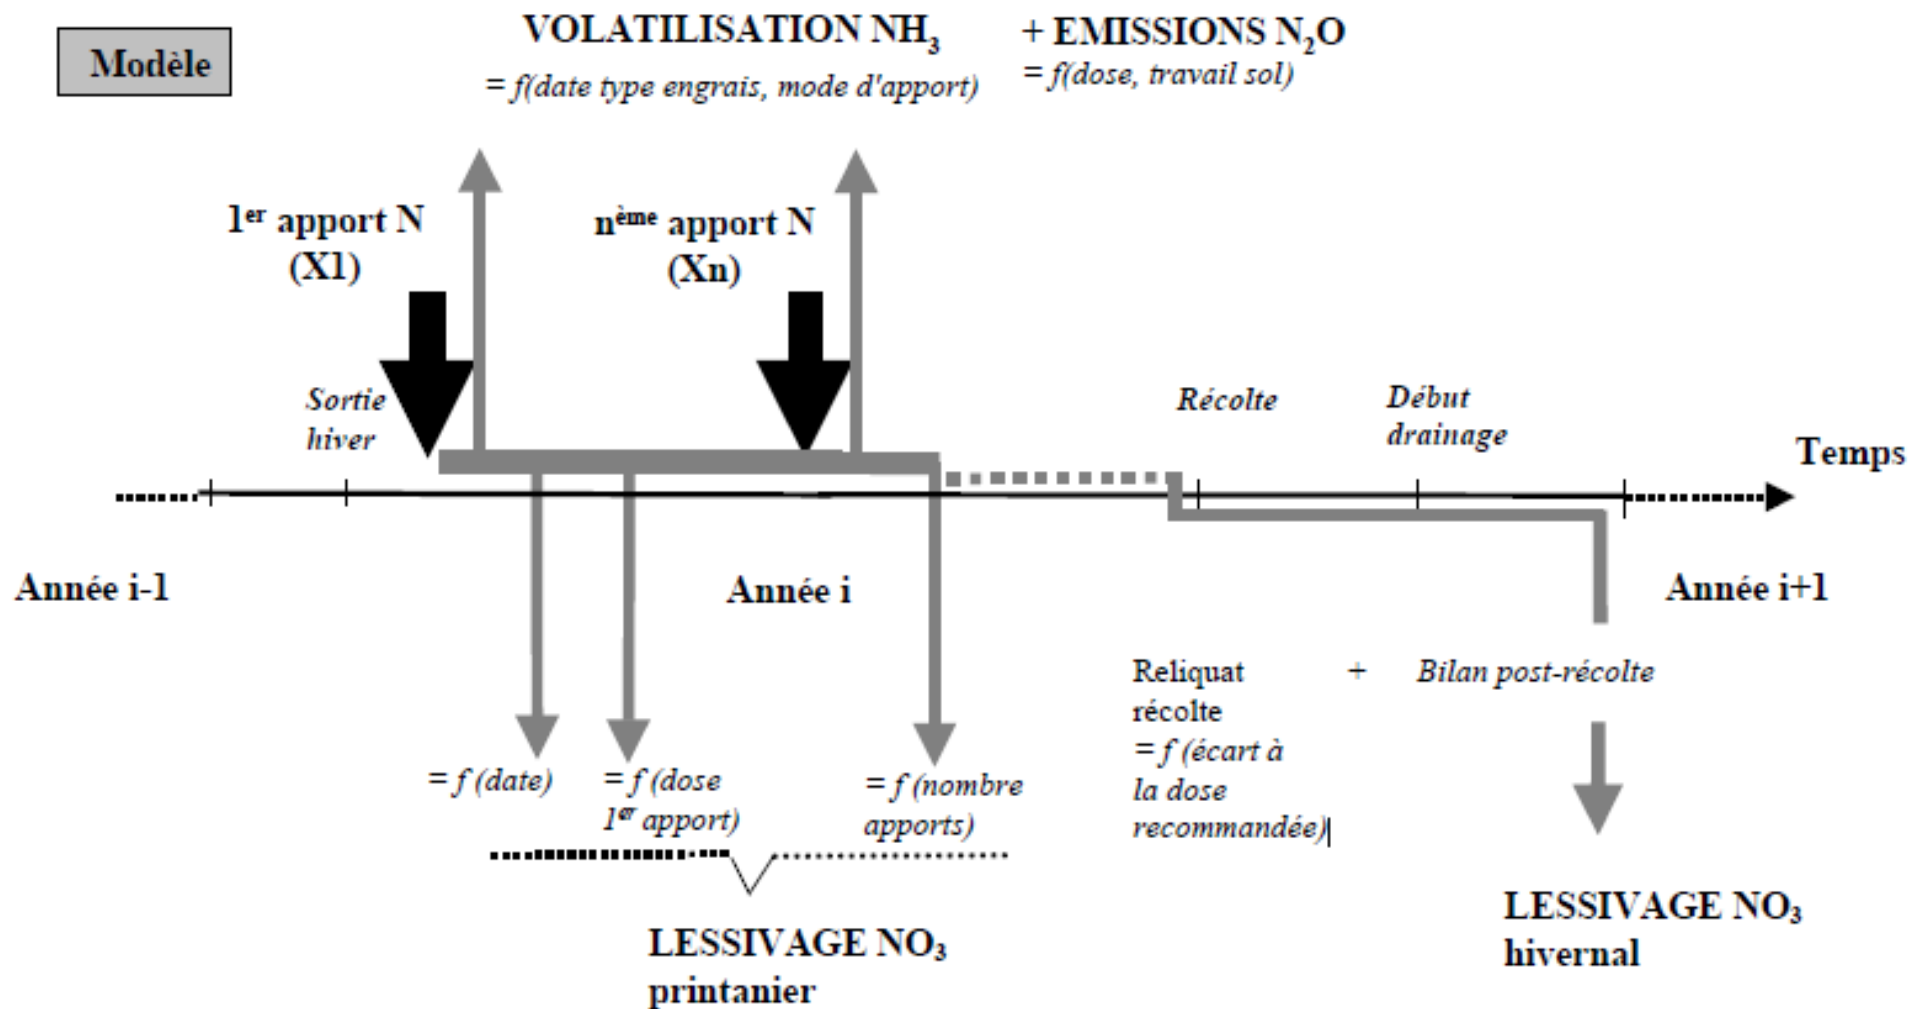 Modèle
VOLATILISATION NH₃ + EMISSIONS N₂O
= f(date type engrais, mode d'apport)
= f(dose, travail sol)
1er apport N
(X1)
nème apport N
(Xn)
Sortie
hiver
Récolte
Début
drainage
Temps
Année i-1
Année i
Année i+1
Reliquat + Bilan post-récolte
récolte
= f (écart à
la dose
recommandée)
= f (date)
= f (dose
1er apport)
= f (nombre
apports)
LESSIVAGE NO₃
printanier
LESSIVAGE NO₃
hivernal